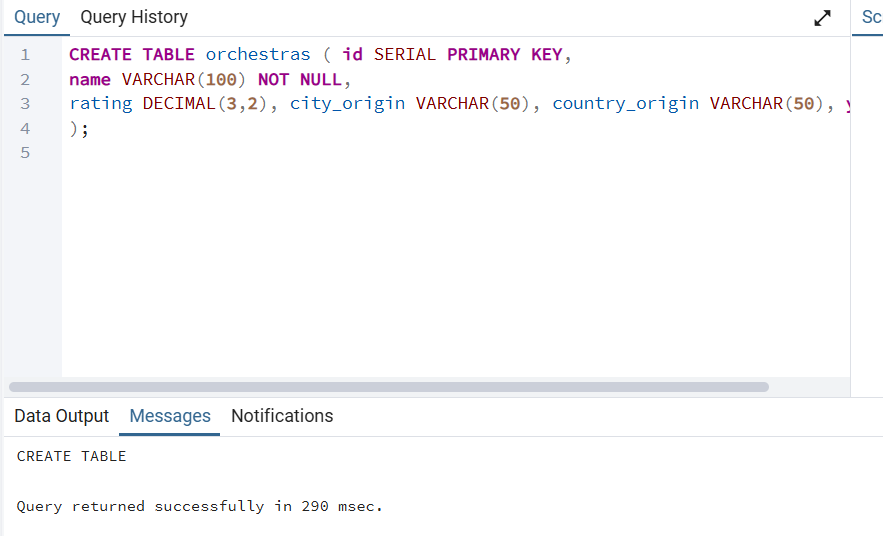 Query Query History Sc
1 CREATE TABLE orchestras ( id SERIAL PRIMARY KEY,
2 name VARCHAR(100) NOT NULL,
3 rating DECIMAL(3,2), city_origin VARCHAR(50), country_origin VARCHAR(50),
4 );
5
Data Output Messages Notifications
CREATE TABLE
Query returned successfully in 290 msec.